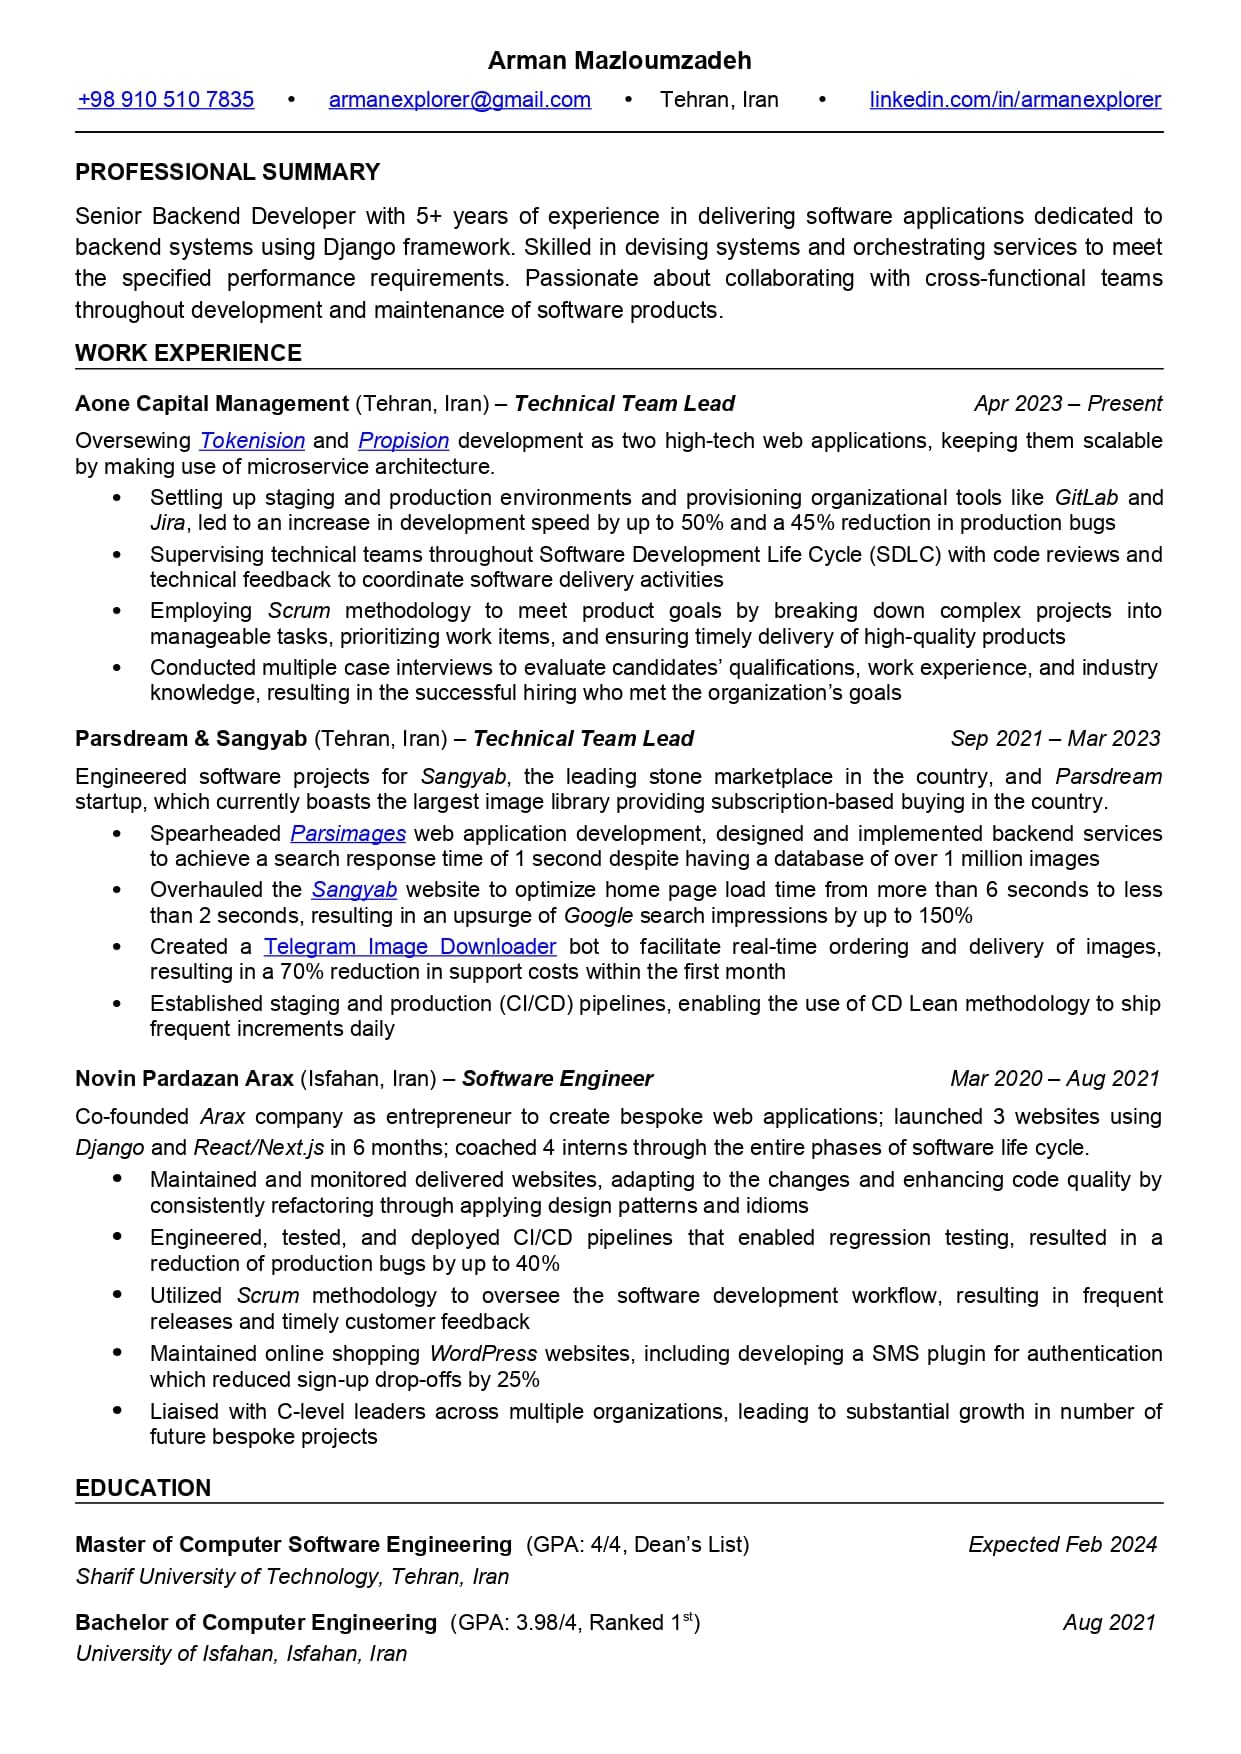 Arman Mazloumzadeh
+98 910 510 7835 • armanexplorer@gmail.com • Tehran, Iran • linkedin.com/in/armanexplorer
PROFESSIONAL SUMMARY
Senior Backend Developer with 5+ years of experience in delivering software applications dedicated to
backend systems using Django framework. Skilled in devising systems and orchestrating services to meet
the specified performance requirements. Passionate about collaborating with cross-functional teams
throughout development and maintenance of software products.
WORK EXPERIENCE
Aone Capital Management (Tehran, Iran) – Technical Team Lead Apr 2023 – Present
Oversewing Tokenision and Propision development as two high-tech web applications, keeping them scalable
by making use of microservice architecture.
• Settling up staging and production environments and provisioning organizational tools like GitLab and
Jira, led to an increase in development speed by up to 50% and a 45% reduction in production bugs
• Supervising technical teams throughout Software Development Life Cycle (SDLC) with code reviews and
technical feedback to coordinate software delivery activities
• Employing Scrum methodology to meet product goals by breaking down complex projects into
manageable tasks, prioritizing work items, and ensuring timely delivery of high-quality products
• Conducted multiple case interviews to evaluate candidates’ qualifications, work experience, and industry
knowledge, resulting in the successful hiring who met the organization’s goals
Parsdream & Sangyab (Tehran, Iran) – Technical Team Lead Sep 2021 – Mar 2023
Engineered software projects for Sangyab, the leading stone marketplace in the country, and Parsdream
startup, which currently boasts the largest image library providing subscription-based buying in the country.
• Spearheaded Parsimages web application development, designed and implemented backend services
to achieve a search response time of 1 second despite having a database of over 1 million images
• Overhauled the Sangyab website to optimize home page load time from more than 6 seconds to less
than 2 seconds, resulting in an upsurge of Google search impressions by up to 150%
• Created a Telegram Image Downloader bot to facilitate real-time ordering and delivery of images,
resulting in a 70% reduction in support costs within the first month
• Established staging and production (CI/CD) pipelines, enabling the use of CD Lean methodology to ship
frequent increments daily
Novin Pardazan Arax (Isfahan, Iran) – Software Engineer Mar 2020 – Aug 2021
Co-founded Arax company as entrepreneur to create bespoke web applications; launched 3 websites using
Django and React/Next.js in 6 months; coached 4 interns through the entire phases of software life cycle.
• Maintained and monitored delivered websites, adapting to the changes and enhancing code quality by
consistently refactoring through applying design patterns and idioms
• Engineered, tested, and deployed CI/CD pipelines that enabled regression testing, resulted in a
reduction of production bugs by up to 40%
• Utilized Scrum methodology to oversee the software development workflow, resulting in frequent
releases and timely customer feedback
• Maintained online shopping WordPress websites, including developing a SMS plugin for authentication
which reduced sign-up drop-offs by 25%
• Liaised with C-level leaders across multiple organizations, leading to substantial growth in number of
future bespoke projects
EDUCATION
Master of Computer Software Engineering (GPA: 4/4, Dean’s List) Expected Feb 2024
Sharif University of Technology, Tehran, Iran
Bachelor of Computer Engineering (GPA: 3.98/4, Ranked 1st) Aug 2021
University of Isfahan, Isfahan, Iran